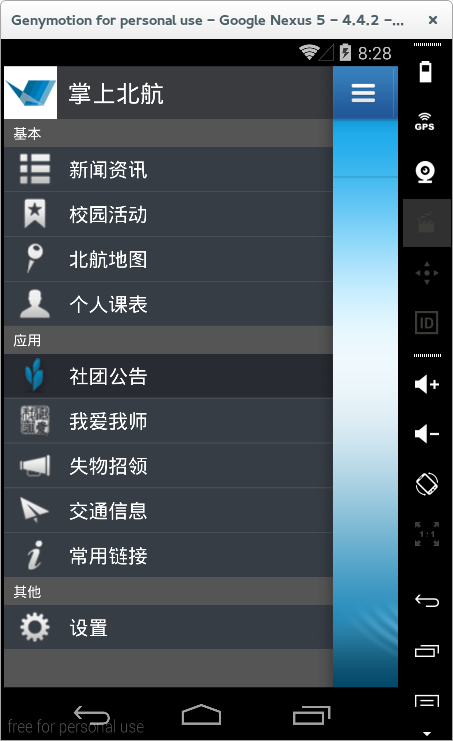 Genymotion for personal use – Google Nexus 5 – 4.4.2 –...
8:28
掌上北航
基本
新闻资讯
校园活动
北航地图
个人课表
应用
社团公告
我爱我师
失物招领
交通信息
常用链接
其他
设置
GPS
ID
1:1
free for personal use